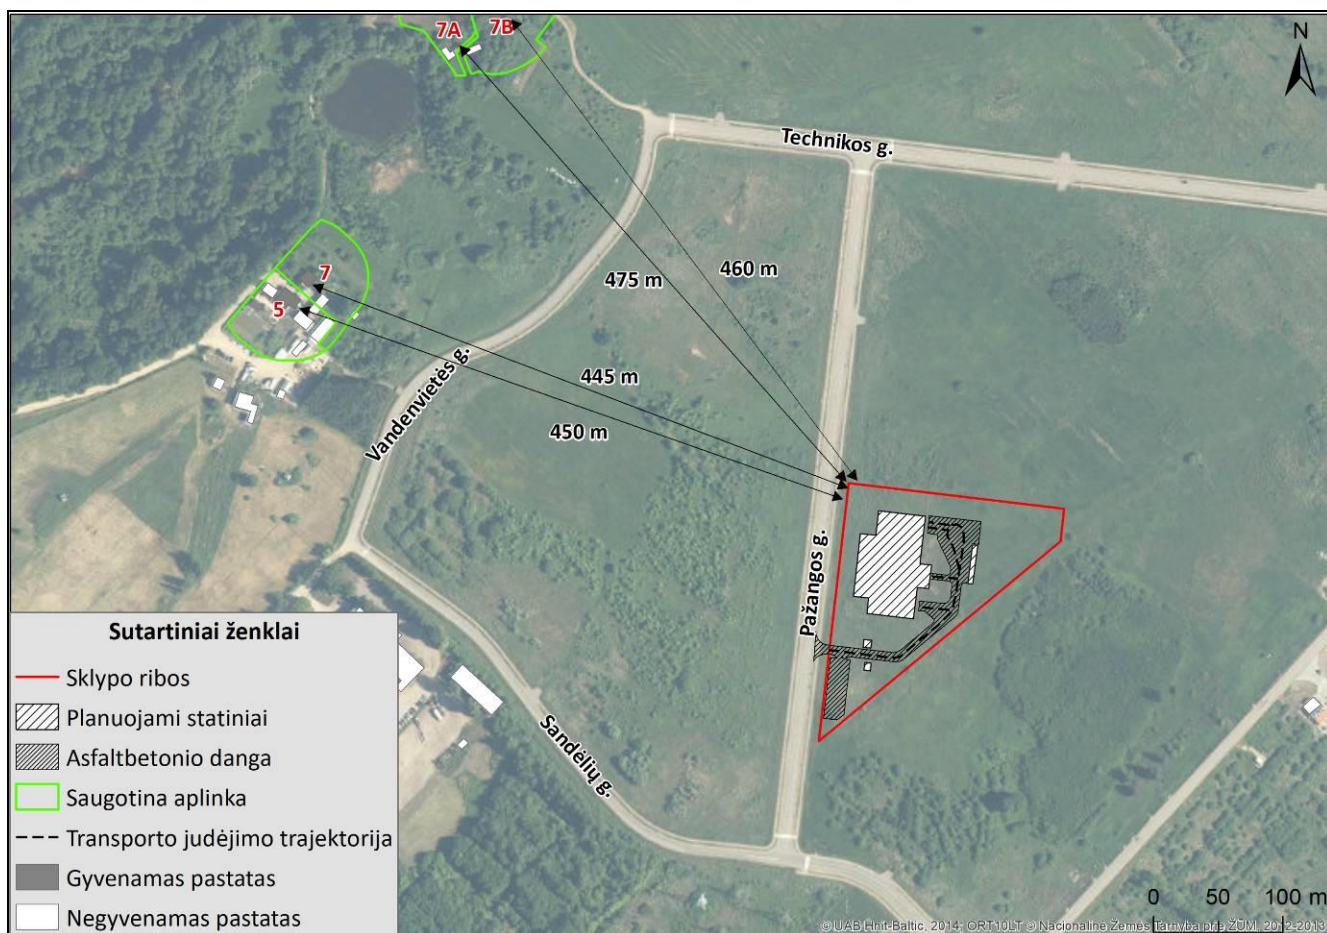 7A
7B
N
Technikos g.
7
5
475 m
460 m
445 m
450 m
Vandenvietės g.
Pažangos g.
Sandėlių g.
Sutartiniai ženklai
Sklypo ribos
Planuojami statiniai
Asfaltbetonio danga
Saugotina aplinka
Transporto judėjimo trajektorija
Gyvenamas pastatas
Negyvenamas pastatas
0 50 100 m
© UAB Hnit-Baltic, 2014; ORT10LT © Nacionalinė Žemės Tarnyba prie ŽŪM, 2012-2013